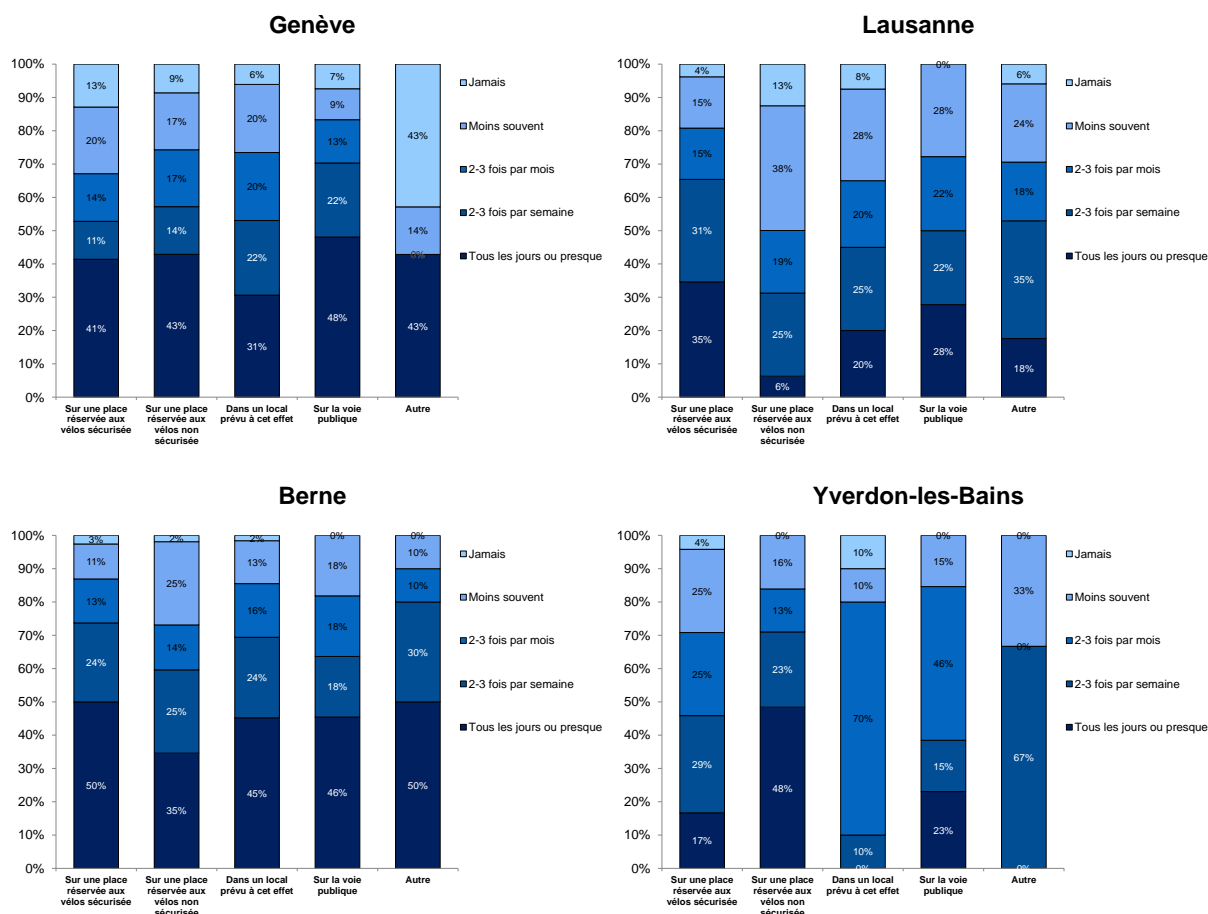 Genève
100%
90%
80%
70%
60%
50%
40%
30%
20%
10%
0%
13%
20%
14%
11%
41%
9%
17%
17%
14%
43%
6%
20%
20%
22%
31%
7%
9%
13%
22%
48%
43%
14%
0%
43%
Jamais
Moins souvent
2-3 fois par mois
2-3 fois par semaine
Tous les jours ou presque
Sur une place
réservée aux
vélos sécurisée
Sur une place
réservée aux
vélos non
sécurisée
Dans un local
prévu à cet effet
Sur la voie
publique
Autre
Lausanne
100%
90%
80%
70%
60%
50%
40%
30%
20%
10%
0%
4%
15%
15%
31%
35%
13%
38%
19%
25%
6%
8%
28%
20%
25%
20%
0%
28%
22%
22%
28%
6%
24%
18%
35%
18%
Jamais
Moins souvent
2-3 fois par mois
2-3 fois par semaine
Tous les jours ou presque
Sur une place
réservée aux
vélos sécurisée
Sur une place
réservée aux
vélos non
sécurisée
Dans un local
prévu à cet effet
Sur la voie
publique
Autre
Berne
100%
90%
80%
70%
60%
50%
40%
30%
20%
10%
0%
3%
11%
13%
24%
50%
2%
25%
14%
25%
35%
2%
13%
16%
24%
45%
0%
18%
18%
18%
46%
0%
10%
10%
30%
50%
Jamais
Moins souvent
2-3 fois par mois
2-3 fois par semaine
Tous les jours ou presque
Sur une place
réservée aux
vélos sécurisée
Sur une place
réservée aux
vélos non
sécurisée
Dans un local
prévu à cet effet
Sur la voie
publique
Autre
Yverdon-les-Bains
100%
90%
80%
70%
60%
50%
40%
30%
20%
10%
0%
4%
25%
25%
29%
17%
0%
16%
13%
23%
48%
10%
10%
70%
10%
0%
0%
15%
46%
15%
23%
0%
33%
0%
67%
0%
Jamais
Moins souvent
2-3 fois par mois
2-3 fois par semaine
Tous les jours ou presque
Sur une place
réservée aux
vélos sécurisée
Sur une place
réservée aux
vélos non
sécurisée
Dans un local
prévu à cet effet
Sur la voie
publique
Autre